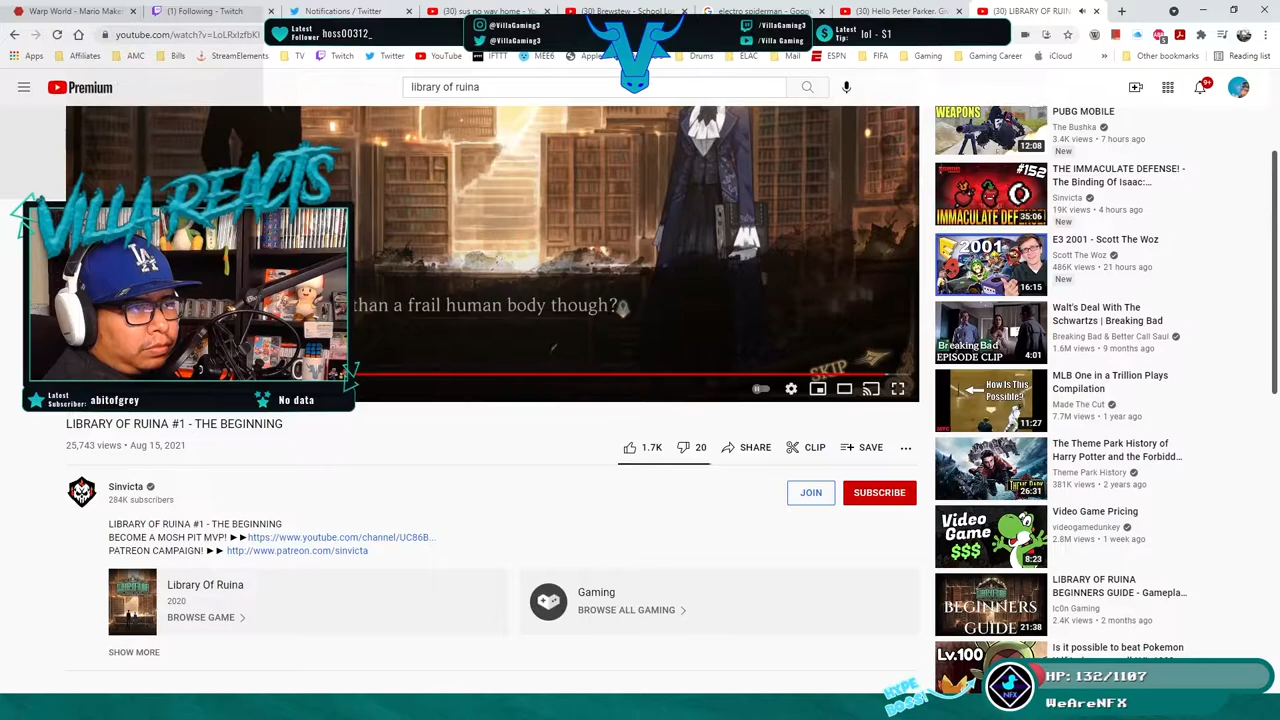 Warp World - Mario Maker
(1) Following - Twitch
Notifications / Twitter
(30) sus no way home - Yo
(30) Brewstew - School Lu
electro spiderman - Goo
(30) Hello Peter Parker.
(30) LIBRARY OF RUIN
/watch?v=LoLRxIzfbKI
Latest Follower
hoss00312_
@VillaGaming3
@VillaGaming3
/VillaGaming3
/Villa Gaming
Latest Tip:
lol - $1
Apps
Affiliates
Streamlements
TV
Twitch
Twitter
YouTube
IFTTT
MEE6
Drums
ELAC
Mail
ESPN
FIFA
Gaming
Gaming Career
iCloud
Other bookmarks
Reading list
Premium
library of ruina
9+
VILLA REACTS
than a frail human body though?
SKIP
Latest Subscriber:
abitofgrey
No data
LIBRARY OF RUINA #1 - THE BEGINNING
25,743 views • Aug 15, 2021
1.7K
20
SHARE
CLIP
SAVE
Sinvicta
284K subscribers
JOIN
SUBSCRIBE
LIBRARY OF RUINA #1 - THE BEGINNING
BECOME A MOSH PIT MVP! ►►https://www.youtube.com/channel/UC86B...
PATREON CAMPAIGN! ►► http://www.patreon.com/sinvicta
Library Of Ruina
2020
BROWSE GAME
Gaming
BROWSE ALL GAMING
SHOW MORE
WEAPONS
12:08
PUBG MOBILE
The Bushka
3.4K views • 7 hours ago
New
#152
IMMACULATE DEFENSE!
35:06
THE IMMACULATE DEFENSE! -
The Binding Of Isaac:...
Sinvicta
19K views • 4 hours ago
New
2001
16:15
E3 2001 - Scott The Woz
Scott The Woz
486K views • 21 hours ago
New
Breaking Bad
EPISODE CLIP
4:01
Walt's Deal With The
Schwartzs | Breaking Bad
Breaking Bad & Better Call Saul
1.6M views • 9 months ago
How Is This
Possible?
11:27
MLB One in a Trillion Plays
Compilation
Made The Cut
7.7M views • 1 year ago
26:31
The Theme Park History of
Harry Potter and the Forbidd...
Theme Park History
381K views • 2 years ago
Video
Game
$$$
8:23
Video Game Pricing
videogamedunkey
2.8M views • 1 week ago
BEGINNERS
GUIDE
21:38
LIBRARY OF RUINA
BEGINNERS GUIDE - Gamepla...
Ic0n Gaming
2.4K views • 2 months ago
Lv.100
Is it possible to beat Pokemon
HYPE
BOSS!
NFX
HP: 132/1107
WeAreNFX